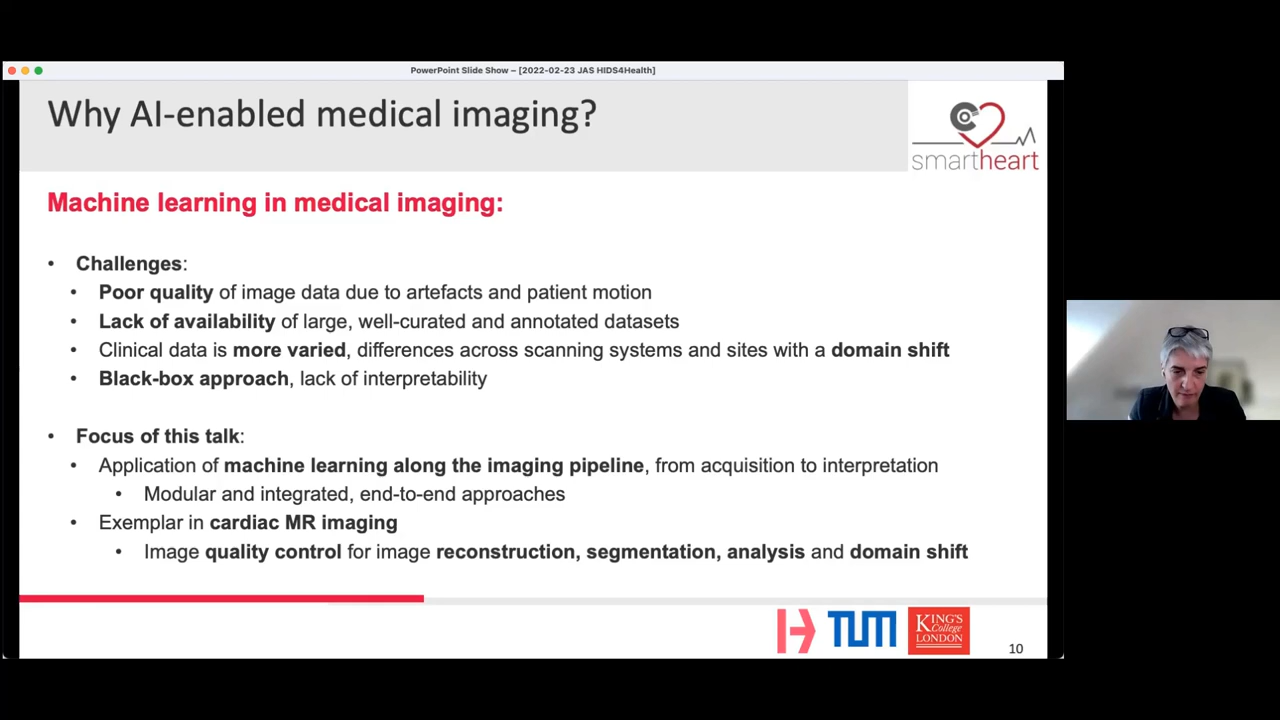 PowerPoint Slide Show – [2022-02-23 JAS HIDS4Health]
Why AI-enabled medical imaging?
smartheart
Machine learning in medical imaging:
• Challenges:
• Poor quality of image data due to artefacts and patient motion
• Lack of availability of large, well-curated and annotated datasets
• Clinical data is more varied, differences across scanning systems and sites with a domain shift
• Black-box approach, lack of interpretability
• Focus of this talk:
• Application of machine learning along the imaging pipeline, from acquisition to interpretation
• Modular and integrated, end-to-end approaches
• Exemplar in cardiac MR imaging
• Image quality control for image reconstruction, segmentation, analysis and domain shift
TUM
KING'S
College
LONDON
10